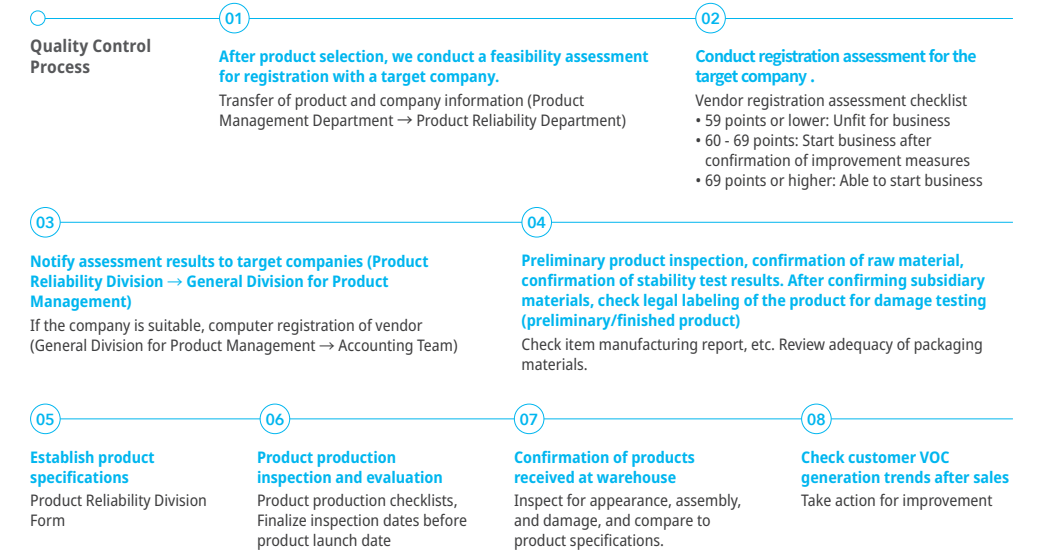 Quality Control
Process
01
After product selection, we conduct a feasibility assessment
for registration with a target company.
Transfer of product and company information (Product
Management Department → Product Reliability Department)
02
Conduct registration assessment for the
target company .
Vendor registration assessment checklist
• 59 points or lower: Unfit for business
• 60 - 69 points: Start business after
confirmation of improvement measures
• 69 points or higher: Able to start business
03
Notify assessment results to target companies (Product
Reliability Division → General Division for Product
Management)
If the company is suitable, computer registration of vendor
(General Division for Product Management → Accounting Team)
04
Preliminary product inspection, confirmation of raw material,
confirmation of stability test results. After confirming subsidiary
materials, check legal labeling of the product for damage testing
(preliminary/finished product)
Check item manufacturing report, etc. Review adequacy of packaging
materials.
05
Establish product
specifications
Product Reliability Division
Form
06
Product production
inspection and evaluation
Product production checklists,
Finalize inspection dates before
product launch date
07
Confirmation of products
received at warehouse
Inspect for appearance, assembly,
and damage, and compare to
product specifications.
08
Check customer VOC
generation trends after sales
Take action for improvement